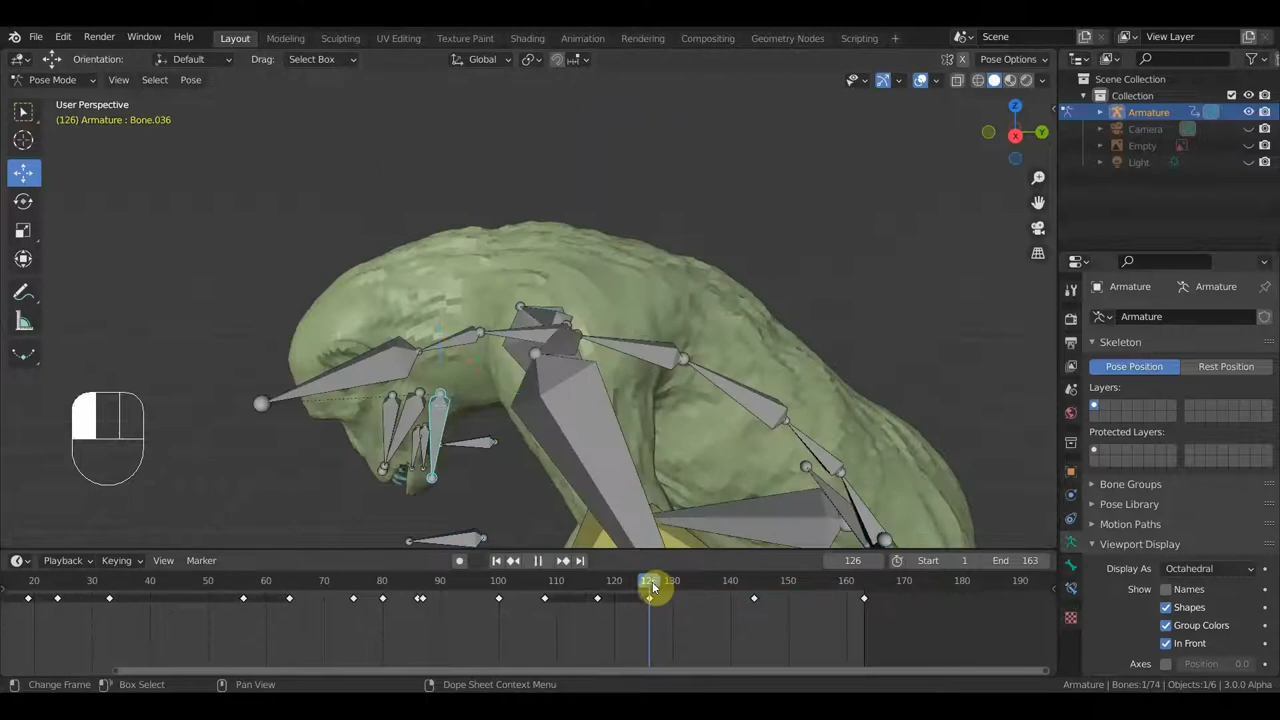 File Edit Render Window Help Layout Modeling Sculpting UV Editing Texture Paint Shading Animation Rendering Compositing Geometry Nodes Scripting + Scene View Layer
Orientation: Default Drag: Select Box Global X Pose Options
Pose Mode View Select Pose
Scene Collection
Collection
Armature
Camera
Empty
Light
User Perspective
(126) Armature : Bone.036
Z
Y
X
Armature Armature
Armature
Skeleton
Pose Position Rest Position
Layers:
Protected Layers:
Bone Groups
Pose Library
Motion Paths
Viewport Display
Display As Octahedral
Show Names
Shapes
Group Colors
In Front
Axes Position 0.0
Playback Keying View Marker 126 Start 1 End 163
20 30 40 50 60 70 80 90 100 110 120 126 130 140 150 160 170 180 190
Change Frame Box Select Pan View Dope Sheet Context Menu Armature | Bones:1/74 | Objects:1/6 | 3.0.0 Alpha